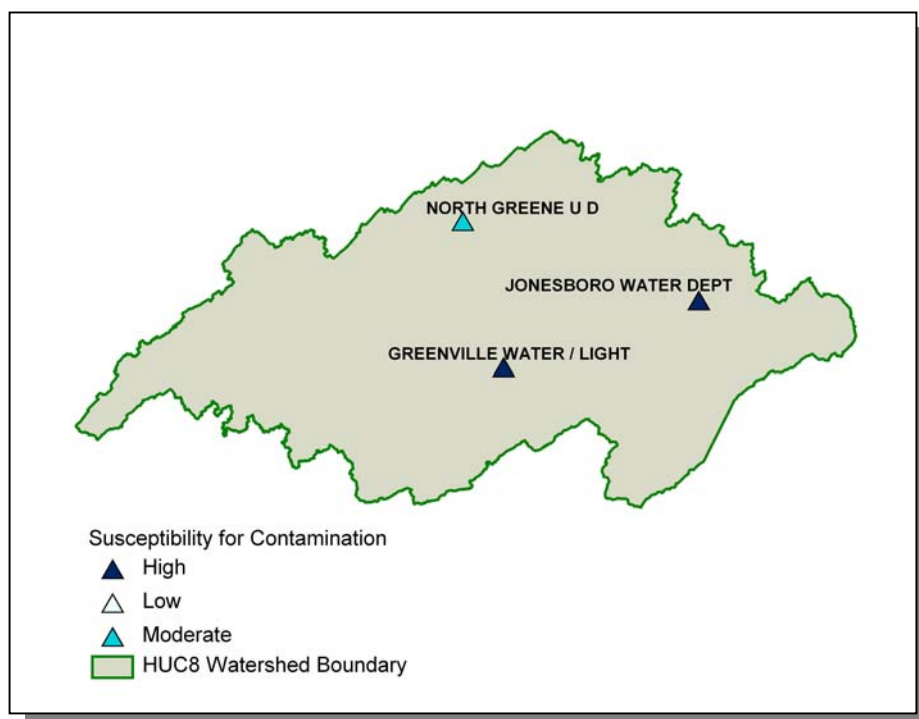 NORTH GREENE U D
JONESBORO WATER DEPT
GREENVILLE WATER / LIGHT
Susceptibility for Contamination
High
Low
Moderate
HUC8 Watershed Boundary